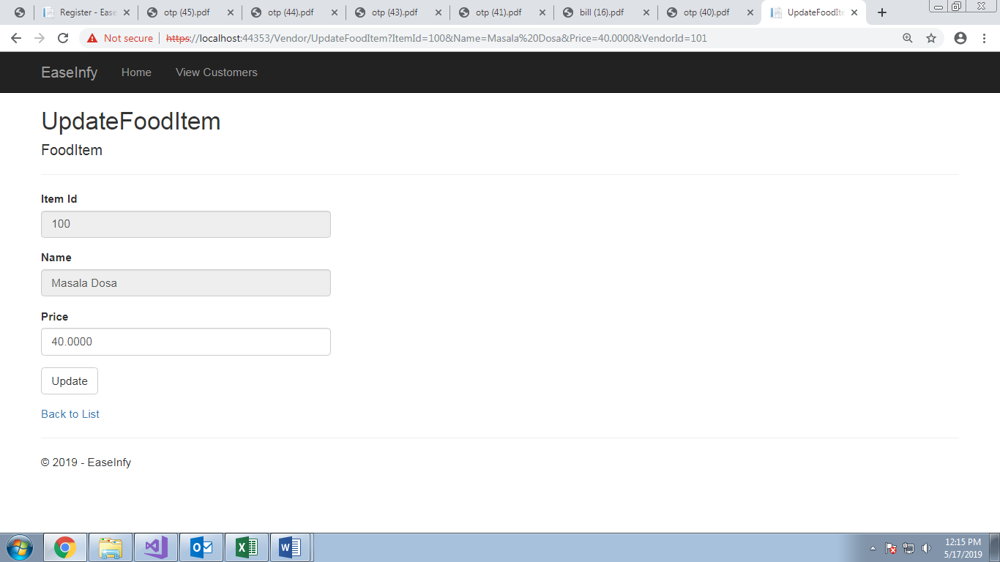 Register - Ease
otp (45).pdf
otp (44).pdf
otp (43).pdf
otp (41).pdf
bill (16).pdf
otp (40).pdf
UpdateFoodIte
Not secure
https://localhost:44353/Vendor/UpdateFoodItem?ItemId=100&Name=Masala%20Dosa&Price=40.0000&VendorId=101
EaseInfy Home View Customers
UpdateFoodItem
FoodItem
Item Id
100
Name
Masala Dosa
Price
40.0000
Update
Back to List
© 2019 - EaseInfy
12:15 PM
5/17/2019